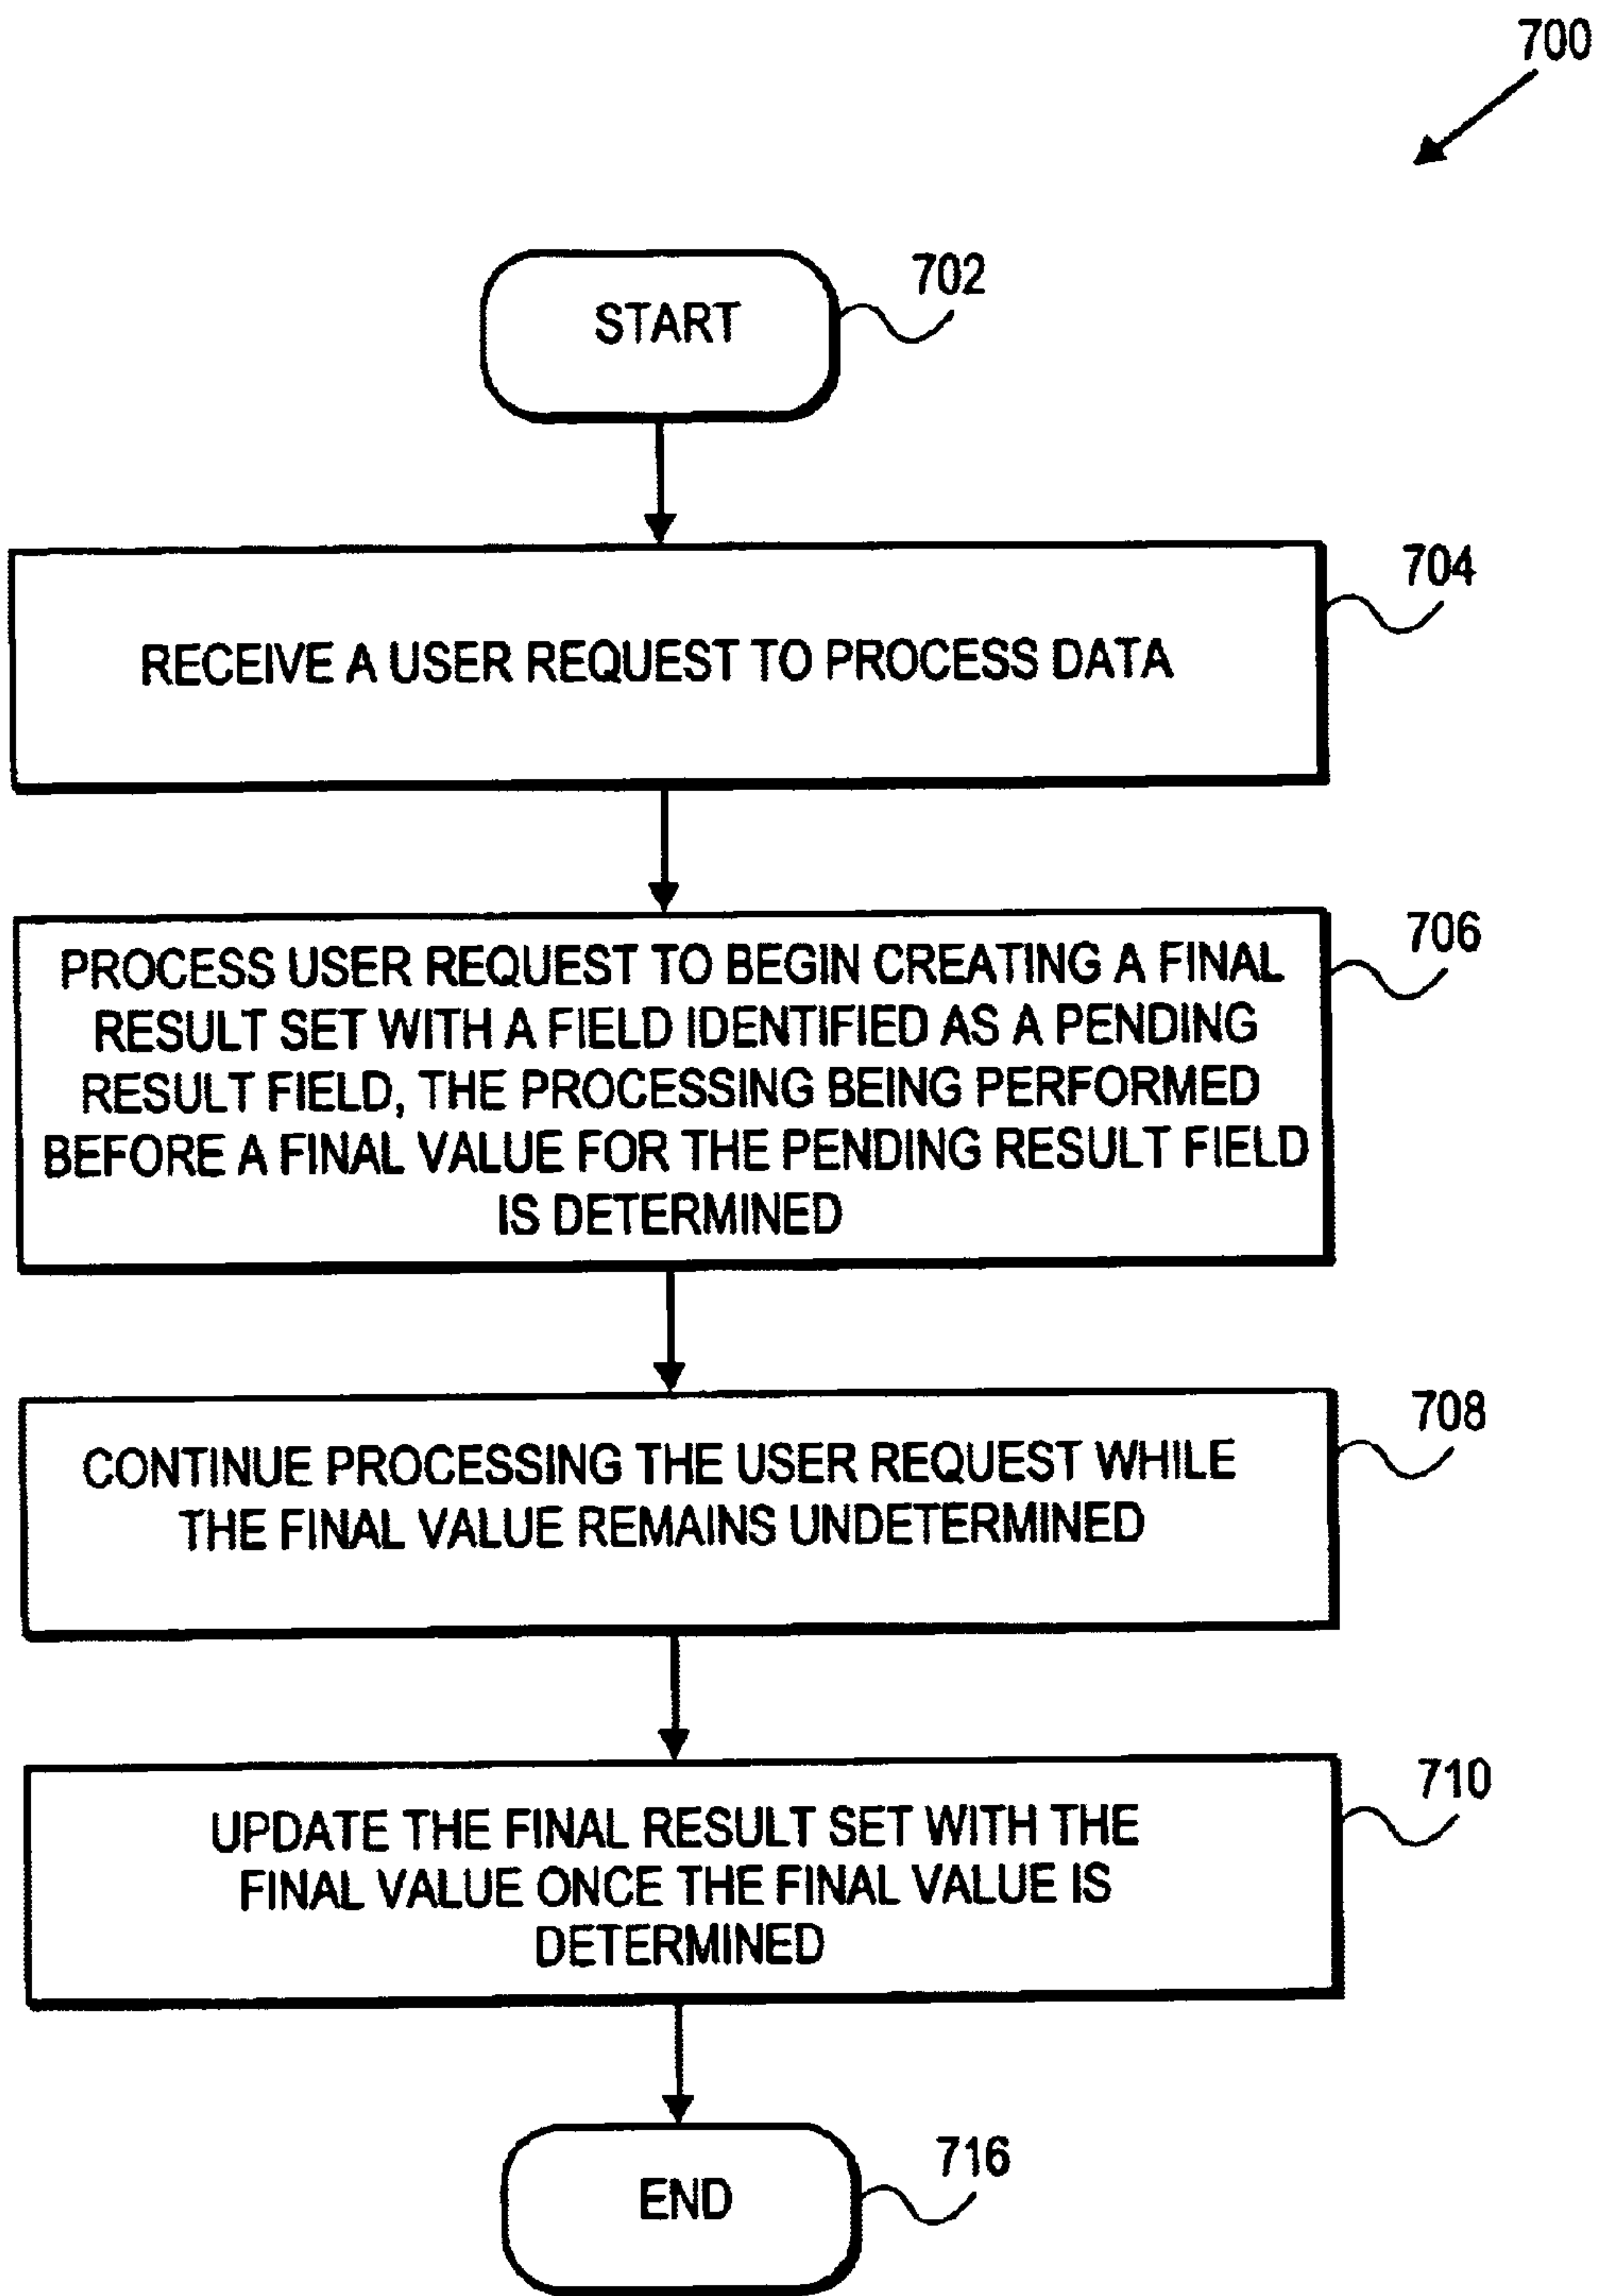 700
START
702
704
RECEIVE A USER REQUEST TO PROCESS DATA
706
PROCESS USER REQUEST TO BEGIN CREATING A FINAL
RESULT SET WITH A FIELD IDENTIFIED AS A PENDING
RESULT FIELD, THE PROCESSING BEING PERFORMED
BEFORE A FINAL VALUE FOR THE PENDING RESULT FIELD
IS DETERMINED
708
CONTINUE PROCESSING THE USER REQUEST WHILE
THE FINAL VALUE REMAINS UNDETERMINED
710
UPDATE THE FINAL RESULT SET WITH THE
FINAL VALUE ONCE THE FINAL VALUE IS
DETERMINED
716
END